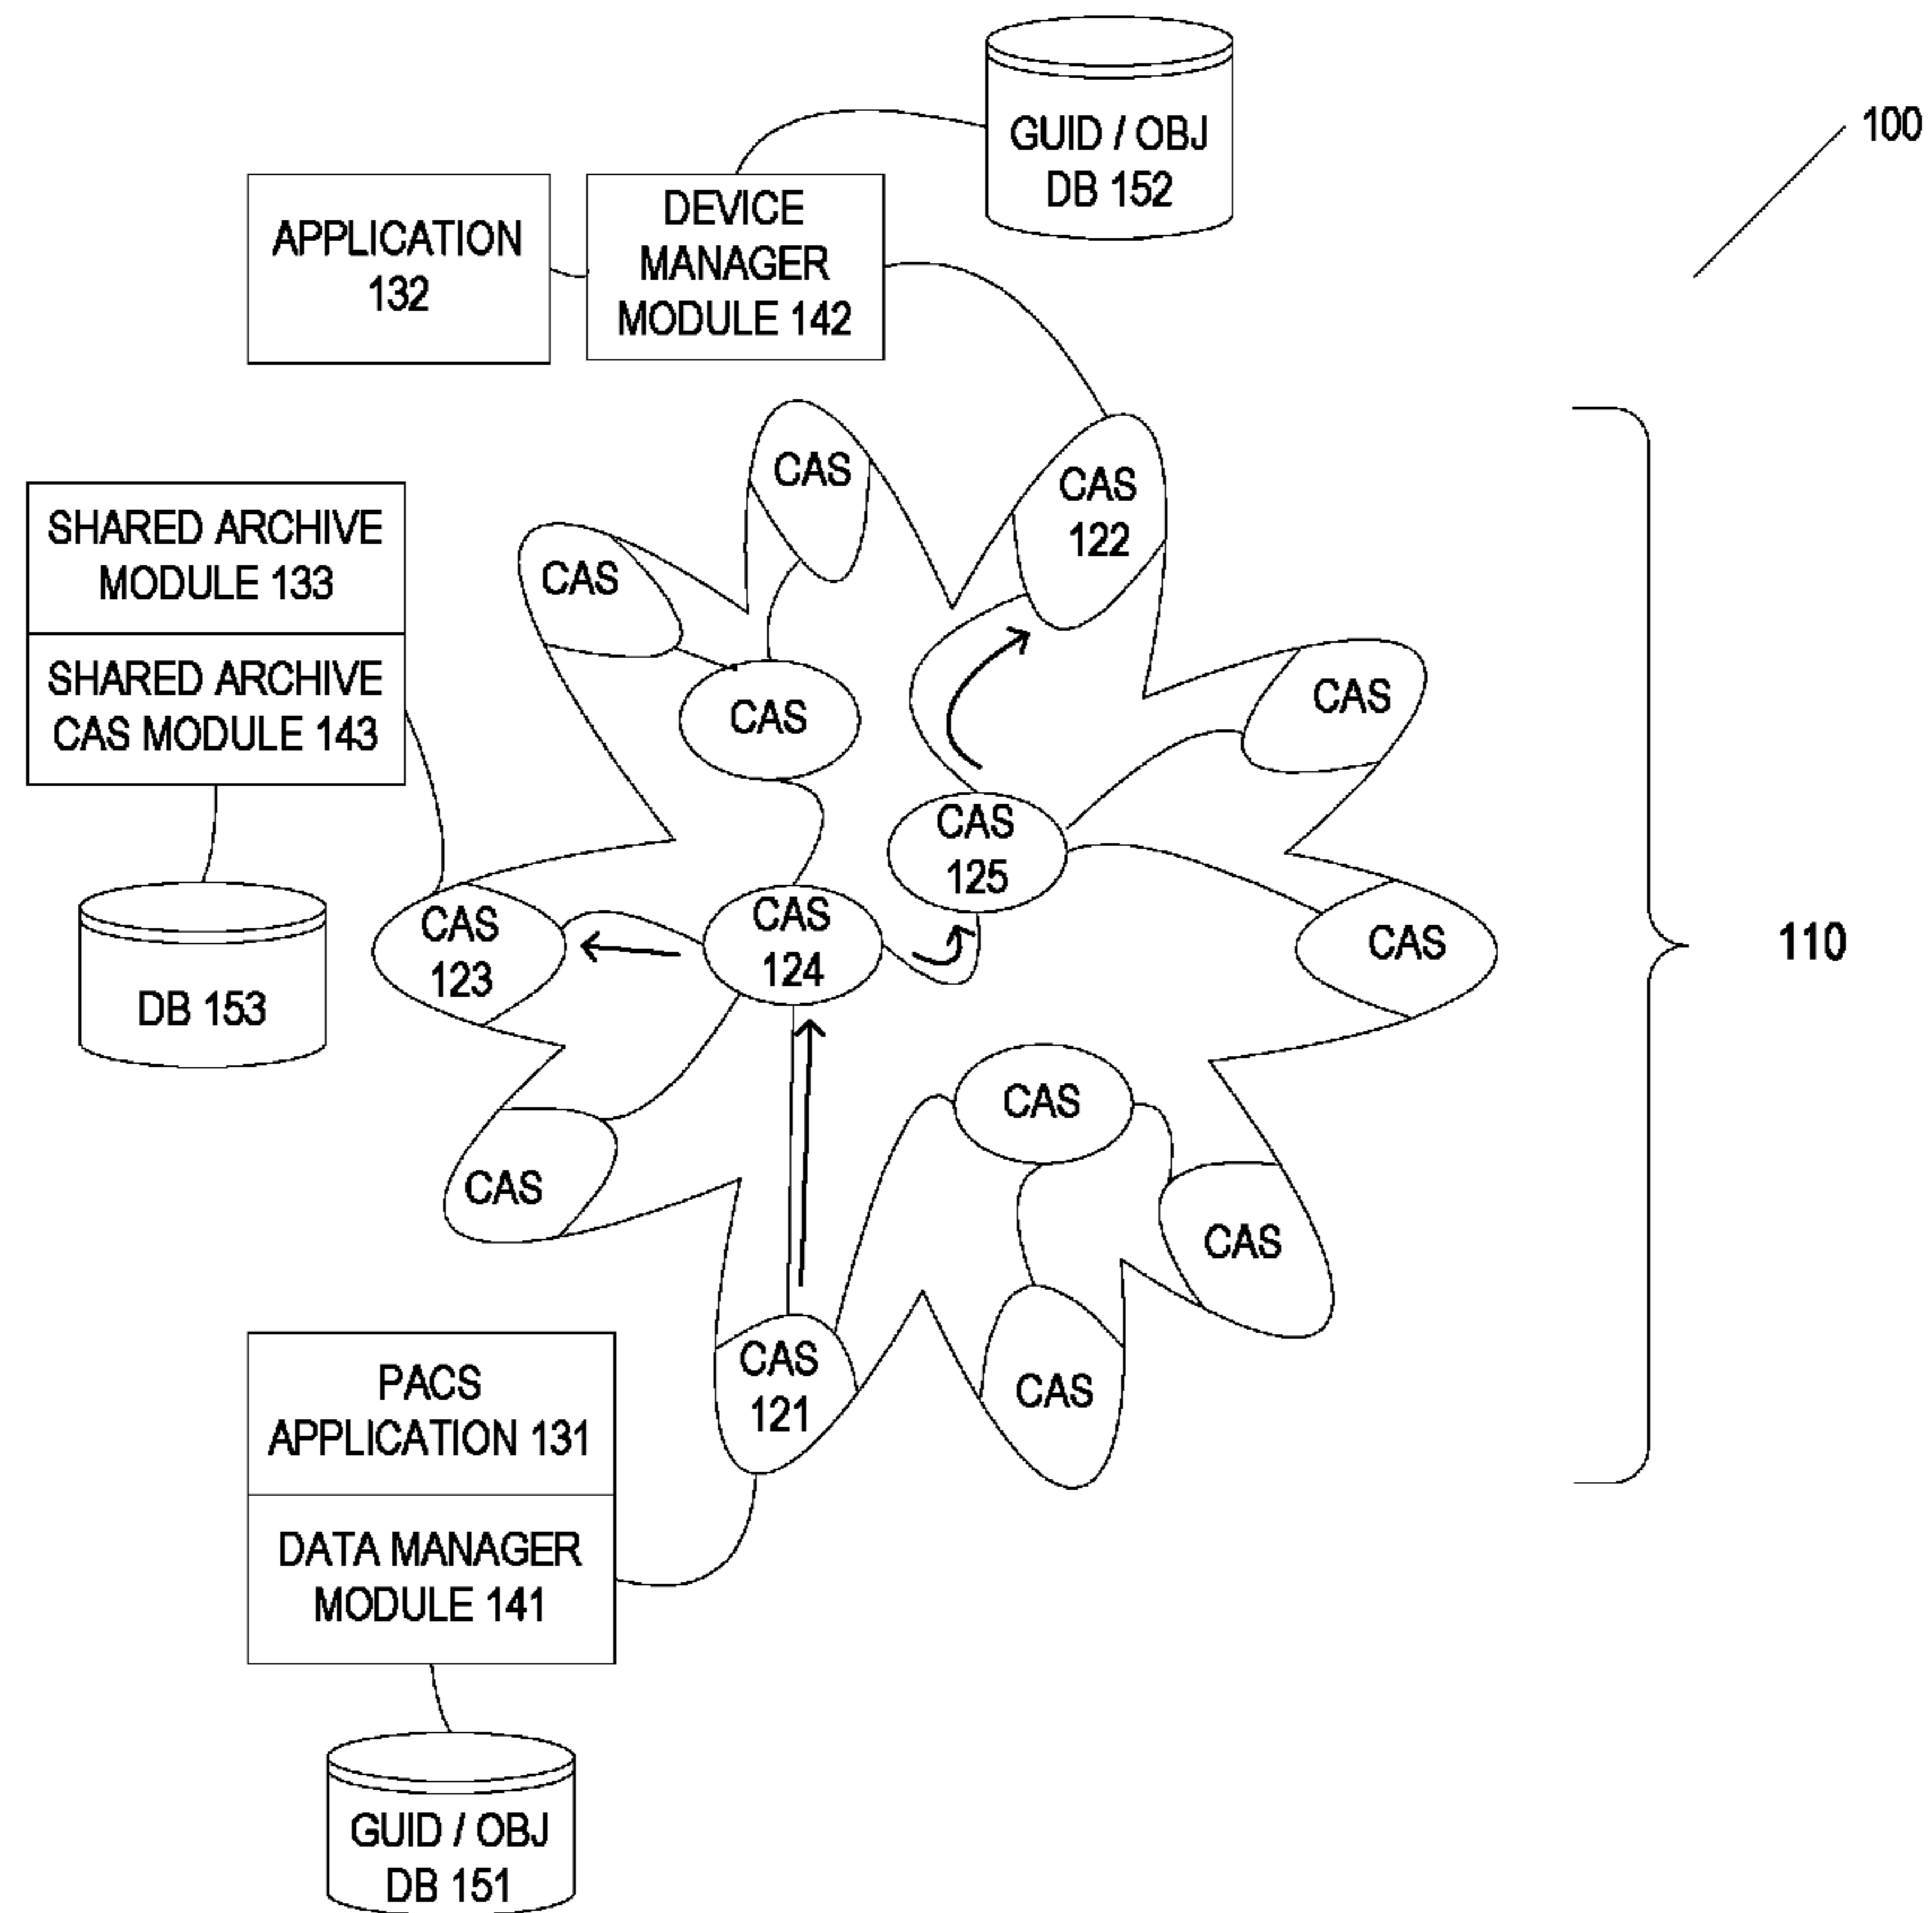 100
GUID / OBJ
DB 152
APPLICATION
132
DEVICE
MANAGER
MODULE 142
CAS
CAS
122
CAS
SHARED ARCHIVE
MODULE 133
SHARED ARCHIVE
CAS MODULE 143
CAS
CAS
CAS
125
CAS
123
CAS
124
CAS
110
DB 153
CAS
CAS
CAS
CAS
121
CAS
PACS
APPLICATION 131
DATA MANAGER
MODULE 141
GUID / OBJ
DB 151